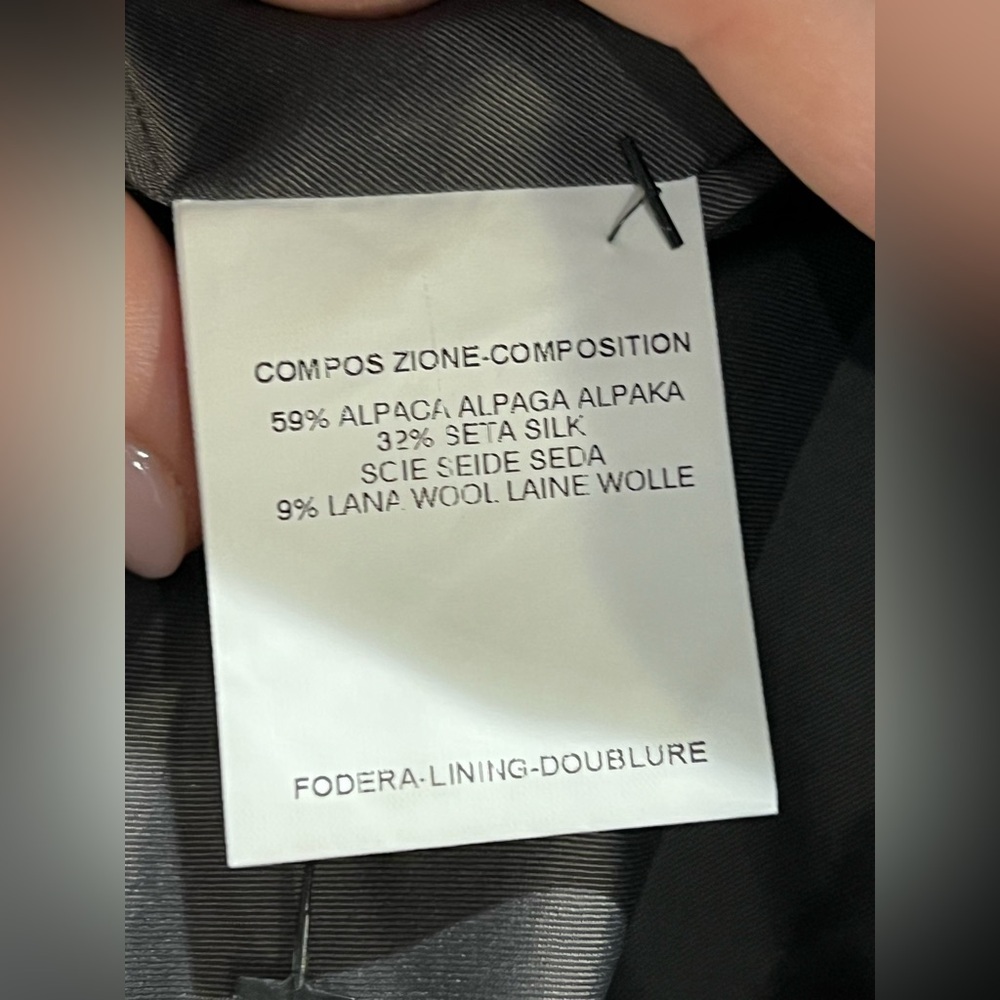 COMPOS ZIONE-COMPOSITION
59% ALPACA ALPAGA ALPAKA
32% SETA SILK
SCIE SEIDE SEDA
9% LANA WOOL LAINE WOLLE
FODERA-LINING-DOUBLURE